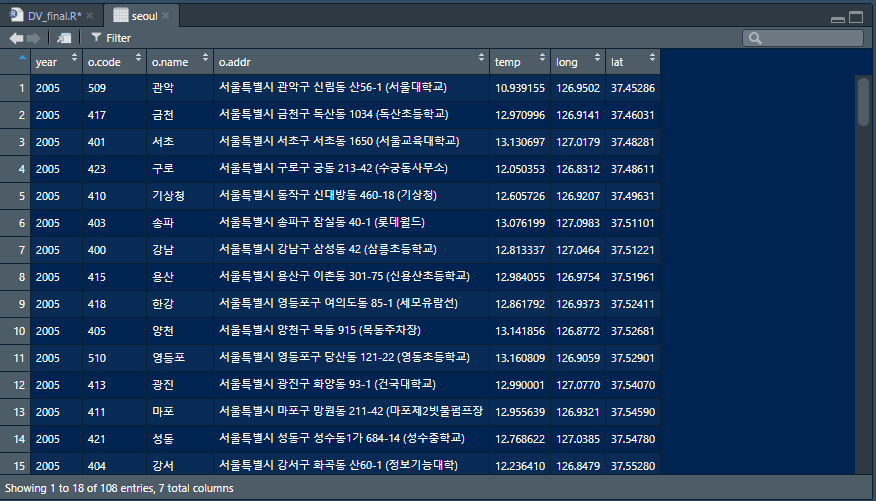 DV_final.R* seoul
Filter
year o.code o.name o.addr temp long lat
1 2005 509 관악 서울특별시 관악구 신림동 산56-1 (서울대학교) 10.939155 126.9502 37.45286
2 2005 417 금천 서울특별시 금천구 독산동 1034 (독산초등학교) 12.970996 126.9141 37.46031
3 2005 401 서초 서울특별시 서초구 서초동 1650 (서울교육대학교) 13.130697 127.0179 37.48281
4 2005 423 구로 서울특별시 구로구 궁동 213-42 (수궁동사무소) 12.050353 126.8312 37.48611
5 2005 410 기상청 서울특별시 동작구 신대방동 460-18 (기상청) 12.605726 126.9207 37.49631
6 2005 403 송파 서울특별시 송파구 잠실동 40-1 (롯데월드) 13.076199 127.0983 37.51101
7 2005 400 강남 서울특별시 강남구 삼성동 42 (삼릉초등학교) 12.813337 127.0464 37.51221
8 2005 415 용산 서울특별시 용산구 이촌동 301-75 (신용산초등학교) 12.984055 126.9754 37.51961
9 2005 418 한강 서울특별시 영등포구 여의도동 85-1 (세모유람선) 12.861792 126.9373 37.52411
10 2005 405 양천 서울특별시 양천구 목동 915 (목동주차장) 13.141856 126.8772 37.52681
11 2005 510 영등포 서울특별시 영등포구 당산동 121-22 (영동초등학교) 13.160809 126.9059 37.52901
12 2005 413 광진 서울특별시 광진구 화양동 93-1 (건국대학교) 12.990001 127.0770 37.54070
13 2005 411 마포 서울특별시 마포구 망원동 211-42 (마포제2빗물펌프장 12.955639 126.9321 37.54590
14 2005 421 성동 서울특별시 성동구 성수동1가 684-14 (성수중학교) 12.768622 127.0385 37.54780
15 2005 404 강서 서울특별시 강서구 화곡동 산60-1 (정보기능대학) 12.236410 126.8479 37.55280
Showing 1 to 18 of 108 entries, 7 total columns